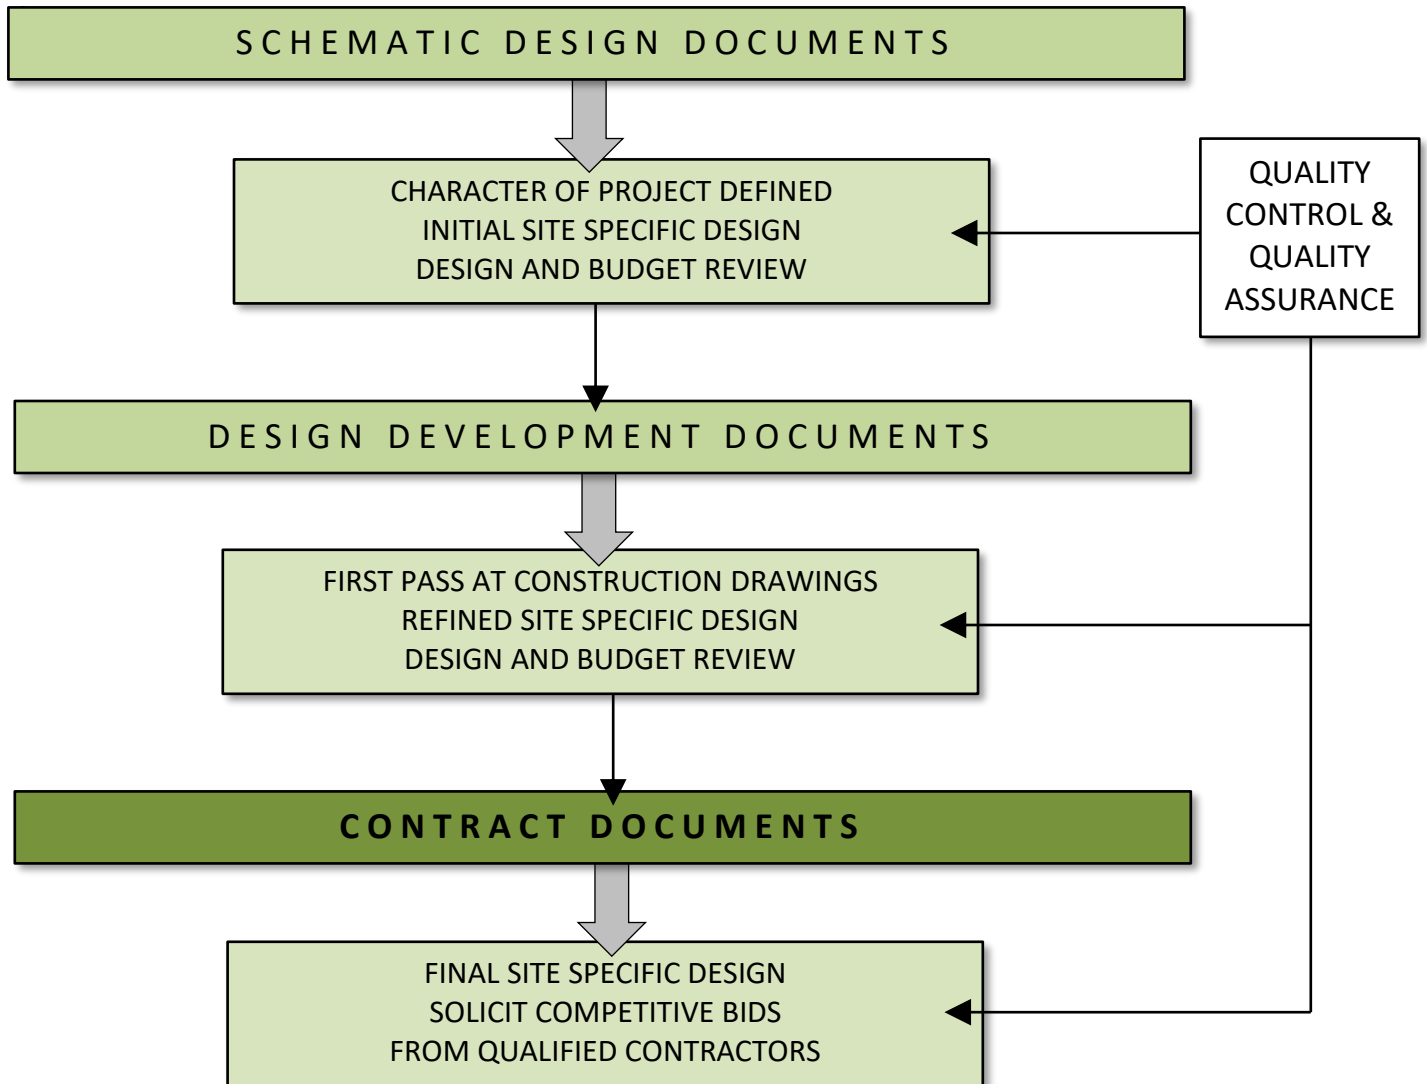 SCHEMATIC DESIGN DOCUMENTS
CHARACTER OF PROJECT DEFINED
INITIAL SITE SPECIFIC DESIGN
DESIGN AND BUDGET REVIEW
QUALITY
CONTROL &
QUALITY
ASSURANCE
DESIGN DEVELOPMENT DOCUMENTS
FIRST PASS AT CONSTRUCTION DRAWINGS
REFINED SITE SPECIFIC DESIGN
DESIGN AND BUDGET REVIEW
CONTRACT DOCUMENTS
FINAL SITE SPECIFIC DESIGN
SOLICIT COMPETITIVE BIDS
FROM QUALIFIED CONTRACTORS